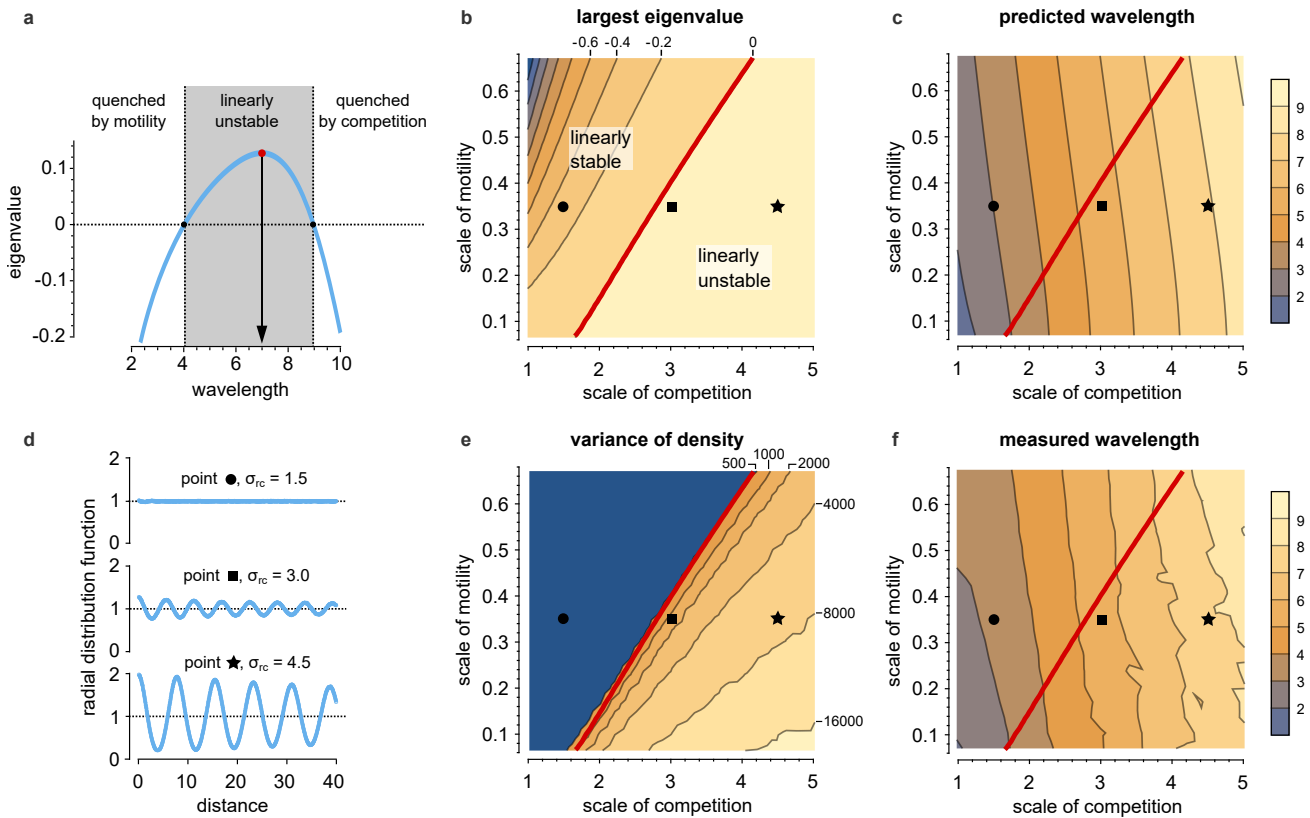 a
quenched
by motility
linearly
unstable
quenched
by competition
eigenvalue
0.1
0
-0.1
-0.2
2
4
6
8
10
wavelength
b
largest eigenvalue
-0.6
-0.4
-0.2
0
scale of motility
0.6
0.5
0.4
0.3
0.2
0.1
linearly
stable
linearly
unstable
1
2
3
4
5
scale of competition
c
predicted wavelength
scale of motility
0.6
0.5
0.4
0.3
0.2
0.1
1
2
3
4
5
scale of competition
9
8
7
6
5
4
3
2
d
radial distribution function
2
1
0
point ●, σrc = 1.5
2
1
0
point ■, σrc = 3.0
2
1
0
point ★, σrc = 4.5
0
10
20
30
40
distance
e
variance of density
500
1000
2000
4000
8000
16000
scale of motility
0.6
0.5
0.4
0.3
0.2
0.1
1
2
3
4
5
scale of competition
f
measured wavelength
scale of motility
0.6
0.5
0.4
0.3
0.2
0.1
1
2
3
4
5
scale of competition
9
8
7
6
5
4
3
2